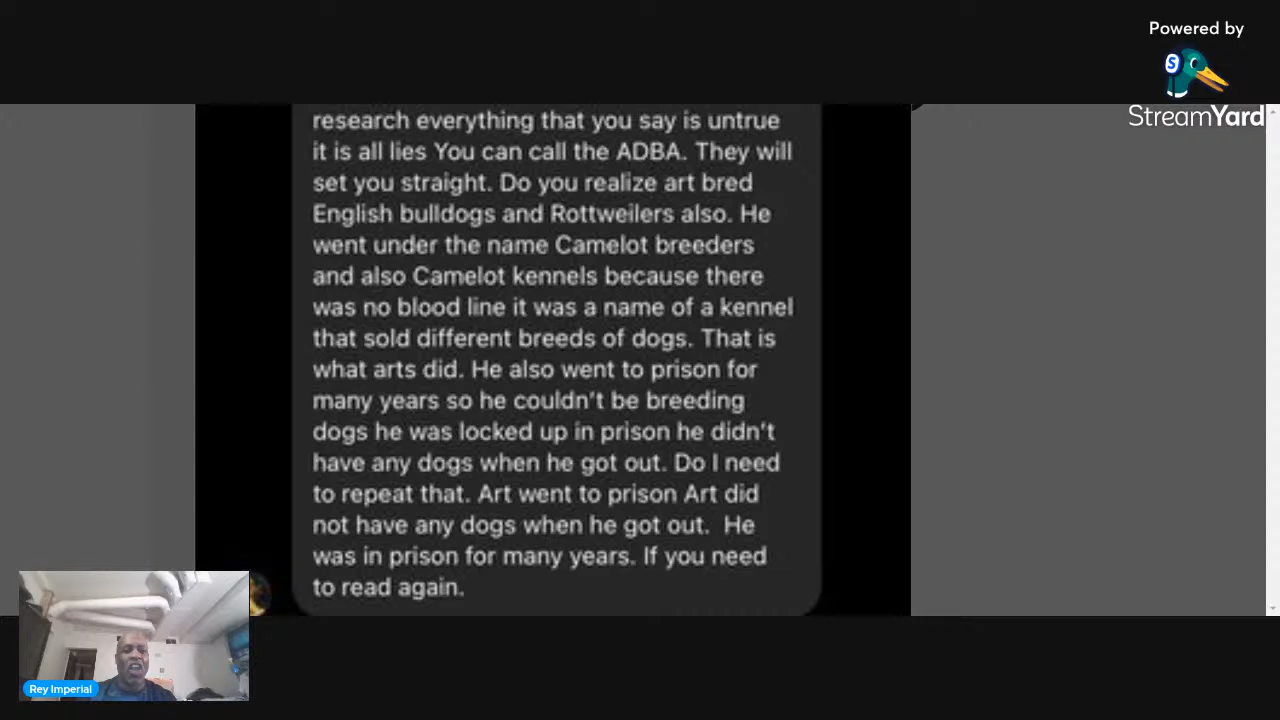 Powered by
StreamYard
research everything that you say is untrue
it is all lies You can call the ADBA. They will
set you straight. Do you realize art bred
English bulldogs and Rottweilers also. He
went under the name Camelot breeders
and also Camelot kennels because there
was no blood line it was a name of a kennel
that sold different breeds of dogs. That is
what arts did. He also went to prison for
many years so he couldn't be breeding
dogs he was locked up in prison he didn't
have any dogs when he got out. Do I need
to repeat that. Art went to prison Art did
not have any dogs when he got out.  He
was in prison for many years. If you need
to read again.
Rey Imperial